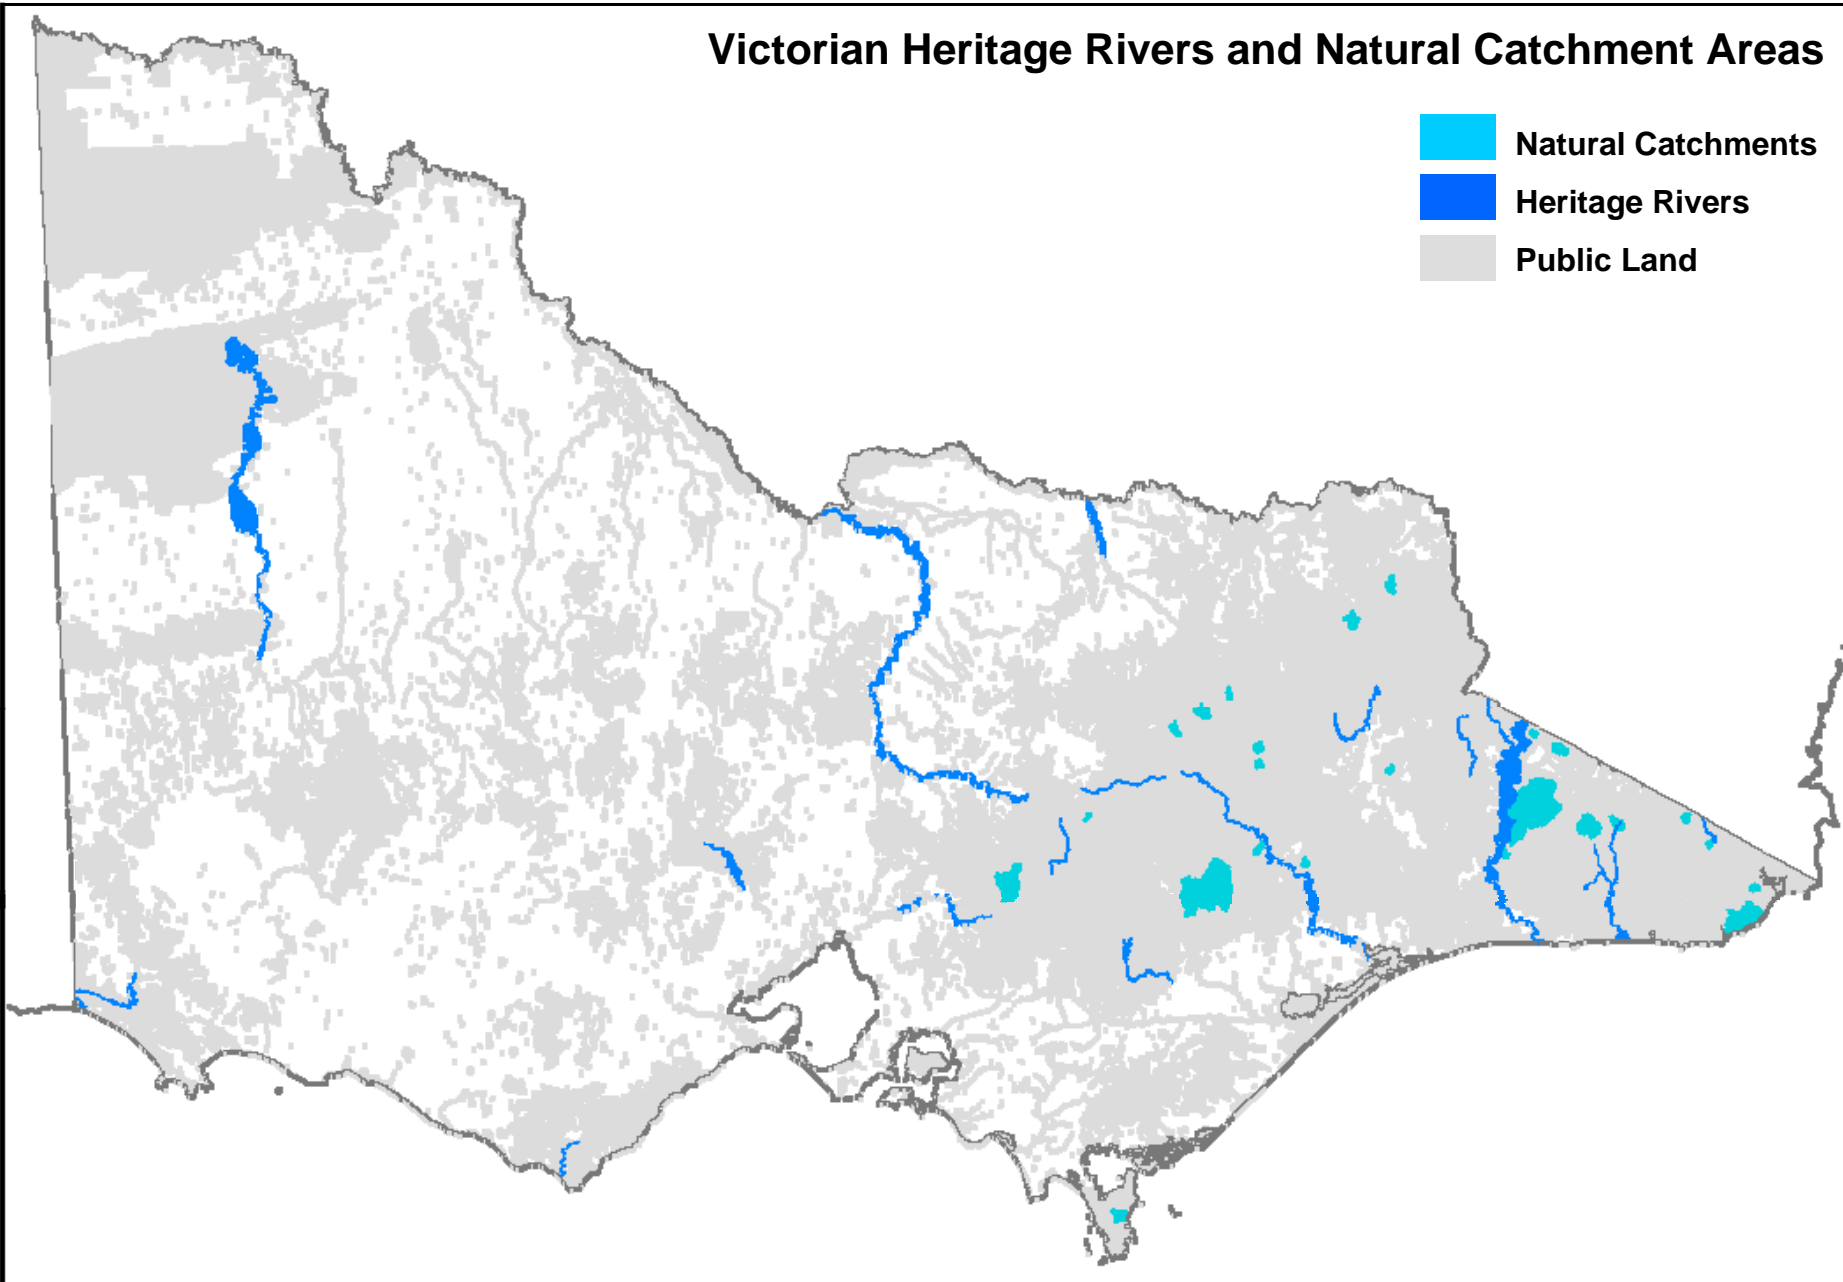 Victorian Heritage Rivers and Natural Catchment Areas
Natural Catchments
Heritage Rivers
Public Land